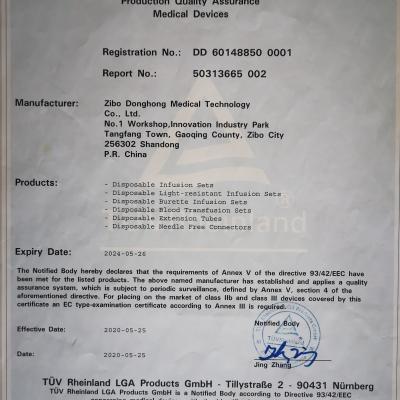 Production Quality Assurance
Medical Devices
Registration No.: DD 60148850 0001
Report No.: 50313665 002
Manufacturer: Zibo Donghong Medical Technology
Co., Ltd.
No.1 Workshop,Innovation Industry Park
Tangfang Town, Gaoqing County, Zibo City
256302 Shandong
P.R. China
Products: - Disposable Infusion Sets
- Disposable Light-resistant Infusion Sets
- Disposable Burette Infusion Sets
- Disposable Blood Transfusion Sets
- Disposable Extension Tubes
- Disposable Needle Free Connectors
Expiry Date: 2024-05-26
The Notified Body hereby declares that the requirements of Annex V of the directive 93/42/EEC have
been met for the listed products. The above named manufacturer has established and applies a quality
assurance system, which is subject to periodic surveillance, defined by Annex V, section 4 of the
aforementioned directive. For placing on the market of class IIb and class III devices covered by this
certificate an EC type-examination certificate according to Annex III is required.
Notified Body
Effective Date: 2020-05-25
Date: 2020-05-25
Jing Zhang
TÜV Rheinland LGA Products GmbH - Tillystraße 2 - 90431 Nürnberg
TÜV Rheinland LGA Products GmbH is a Notified Body according to Directive 93/42/EEC